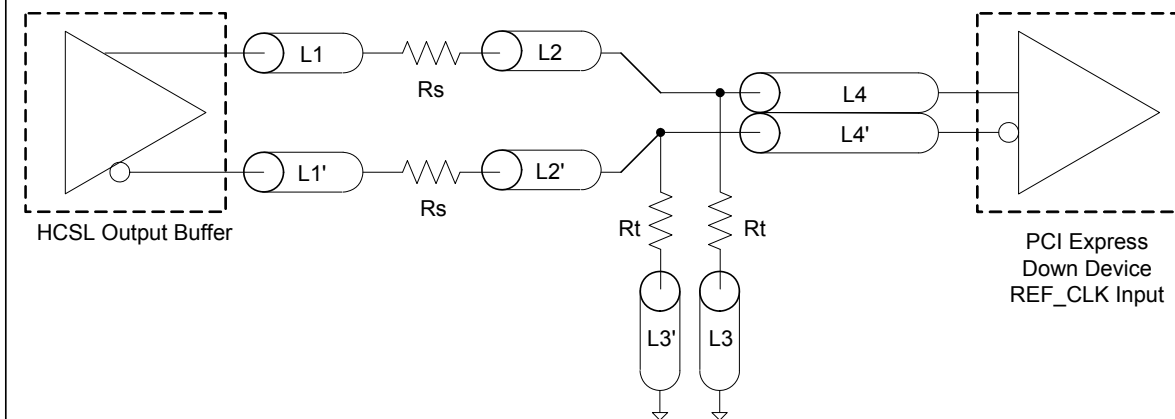 L1
Rs
L2
L4
L4'
L1'
Rs
L2'
HCSL Output Buffer
Rt
Rt
L3'
L3
PCI Express
Down Device
REF_CLK Input